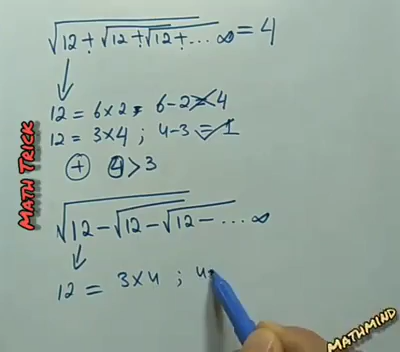 √12+√12+√12+...∞ = 4
12 = 6×2 = 6-2 ≠ 4
12 = 3×4 ; 4-3 = 1
+ 4>3
√12-√12-√12-...∞
12 = 3×4 ; 4-
MATH TRICK
MATHMIND